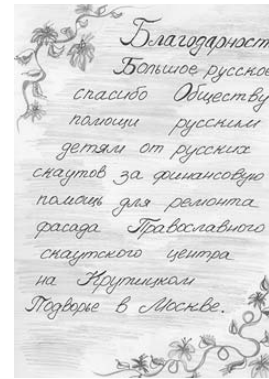 Благодарност
Большое русское
спасибо Обществу
помощи русским
детям от русских
скаутов за финансовую
помощь для ремонта
фасада Православного
скаутского центра
на Крутицком
Подворье в Москве.